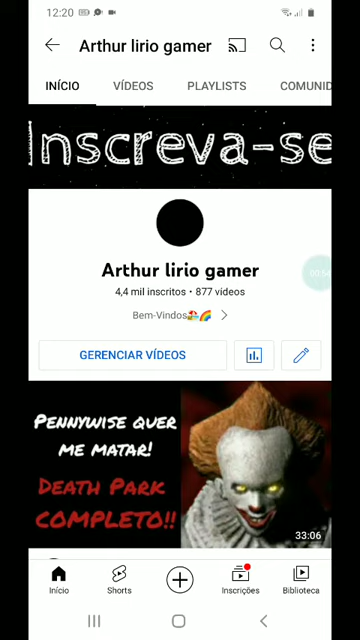 12:20
Arthur lirio gamer
INÍCIO VÍDEOS PLAYLISTS COMUNID
Inscreva-se
Arthur lirio gamer
4,4 mil inscritos • 877 vídeos
Bem-Vindos🏖️🌈
GERENCIAR VÍDEOS
Pennywise quer
me matar!
Death Park
completo!!
33:06
Início Shorts Inscrições Biblioteca